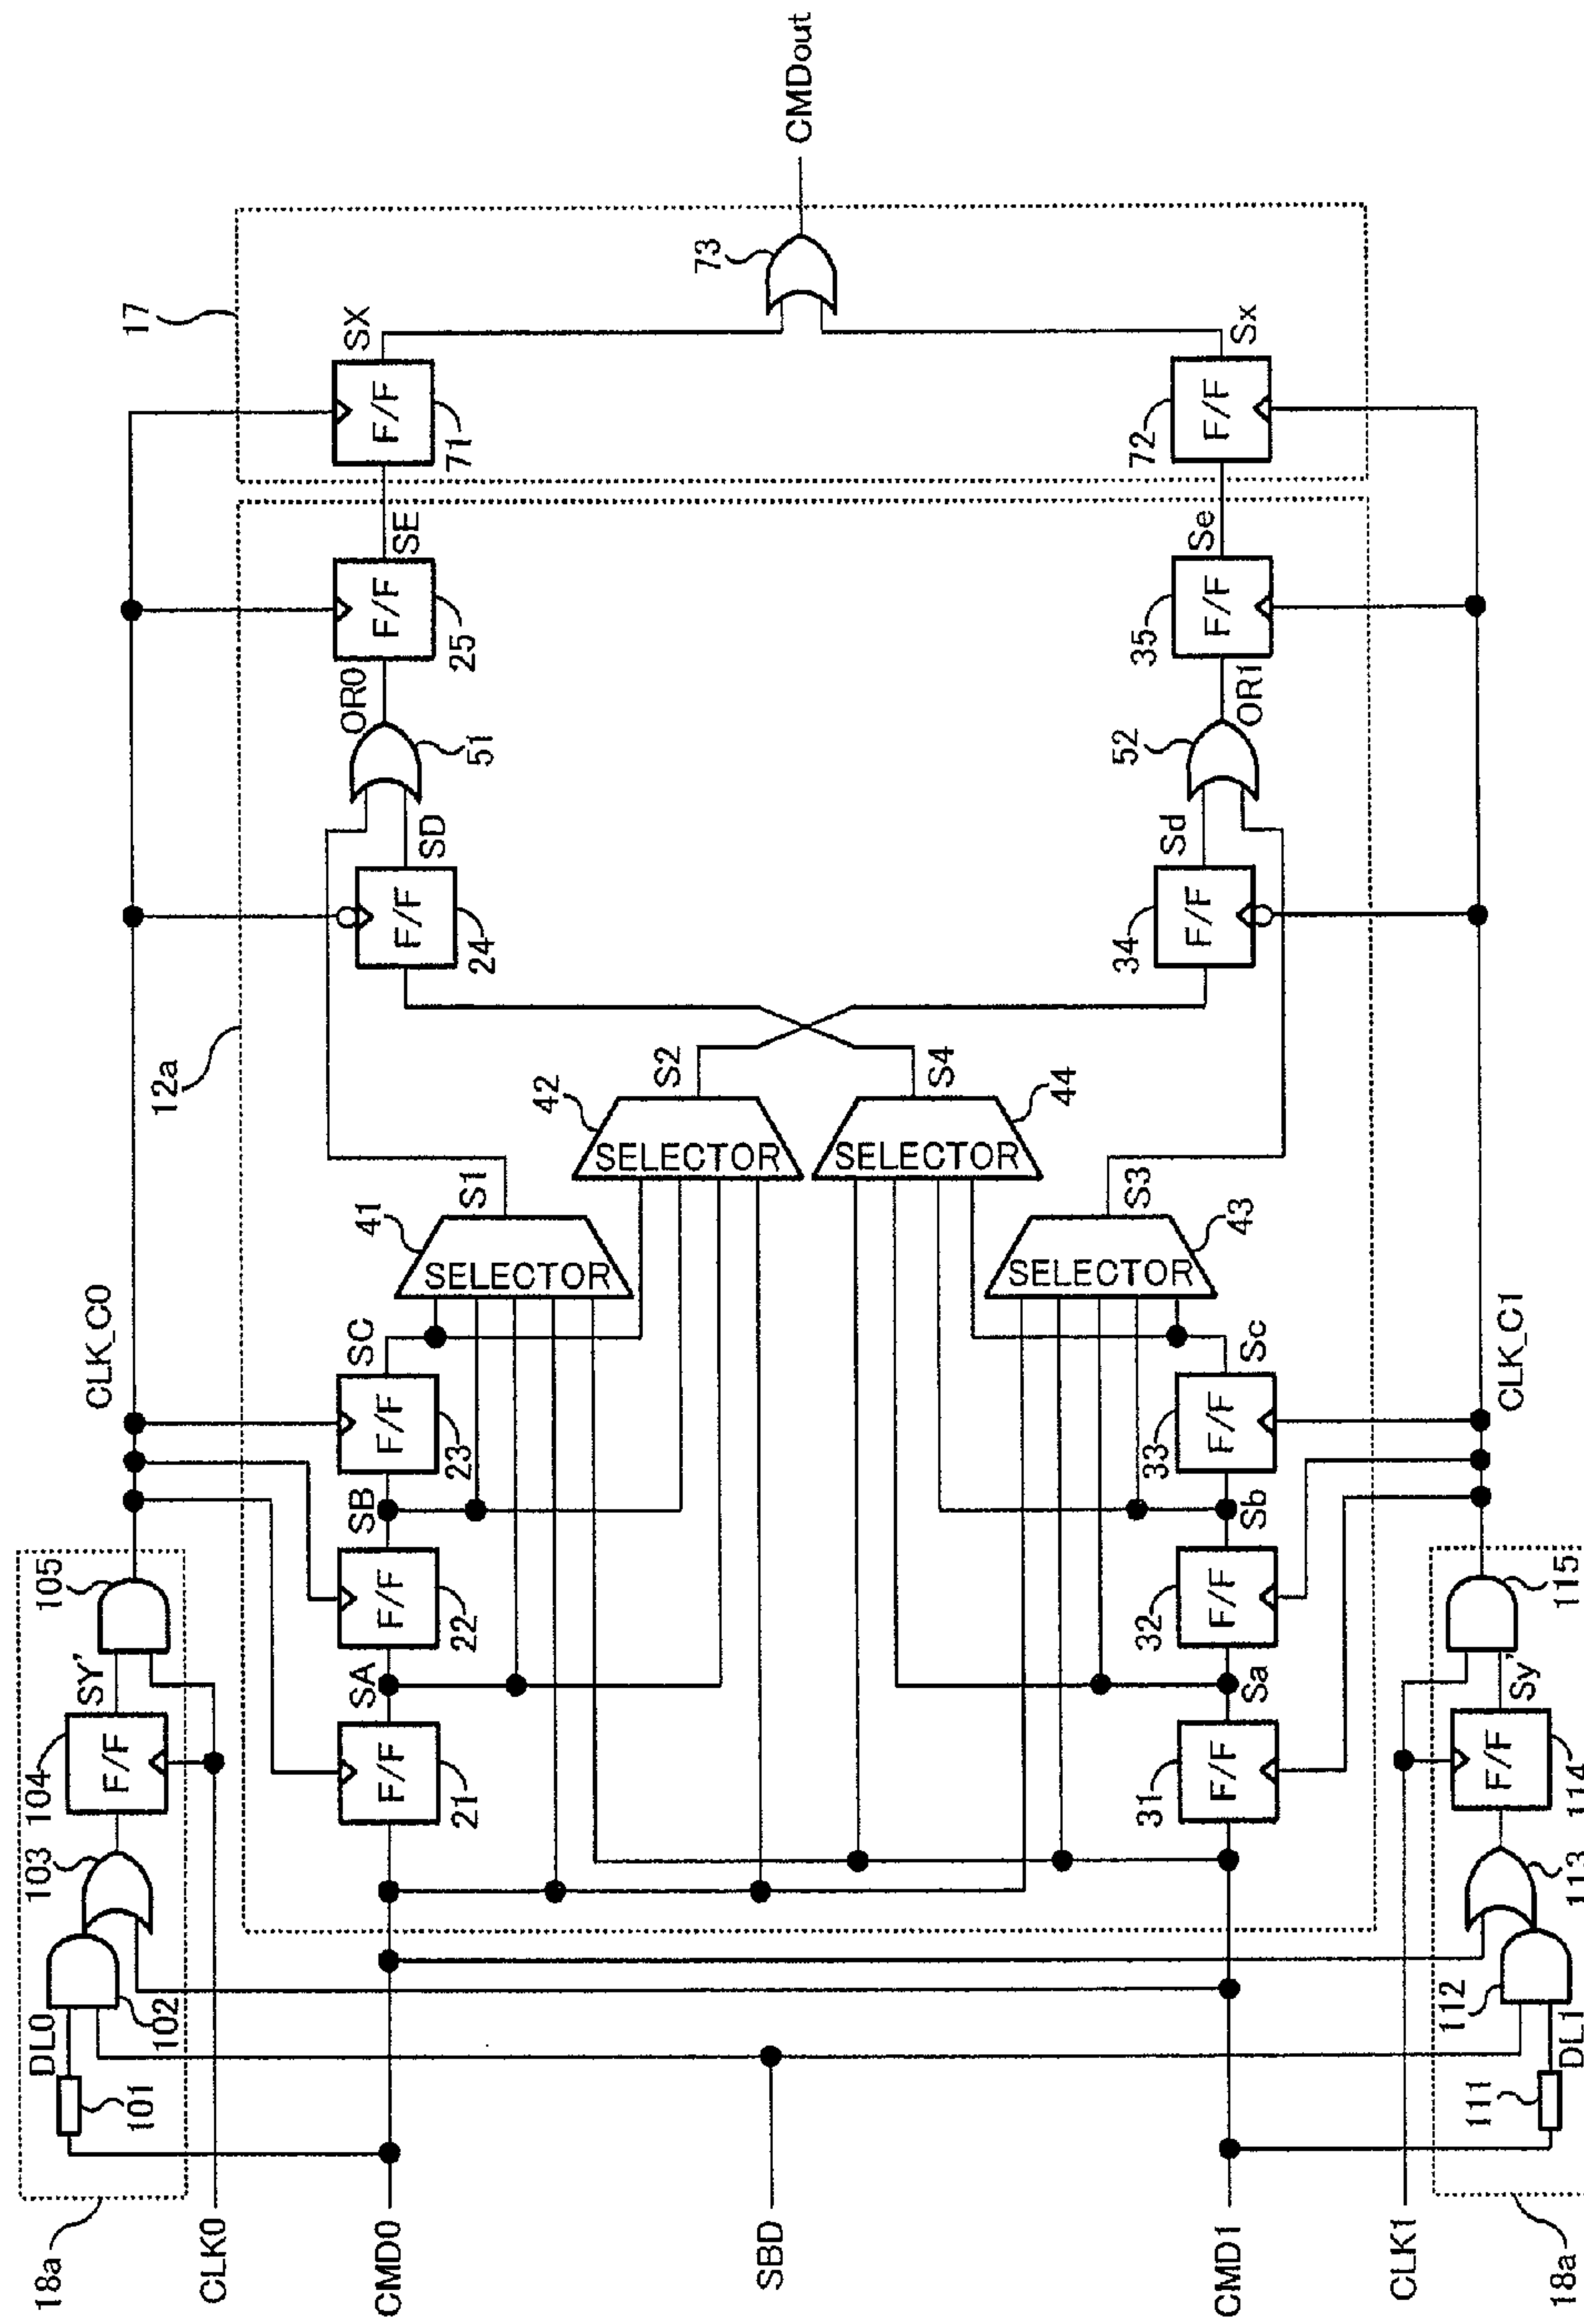 18a
CLK0
CMD0
SBD
CMD1
CLK1
18a
DL0
101
102
103
104
F/F
SY'
105
CLK_C0
12a
17
21
F/F
SA
22
F/F
SB
23
F/F
SC
41
SELECTOR
S1
42
SELECTOR
S2
44
SELECTOR
S4
43
SELECTOR
S3
24
F/F
SD
51
OR0
25
F/F
SE
71
F/F
SX
73
CMDout
31
F/F
Sa
32
F/F
Sb
33
F/F
Sc
34
F/F
Sd
52
OR1
35
F/F
Se
72
F/F
Sx
DL1
111
112
113
114
F/F
Sy'
115
CLK_C1